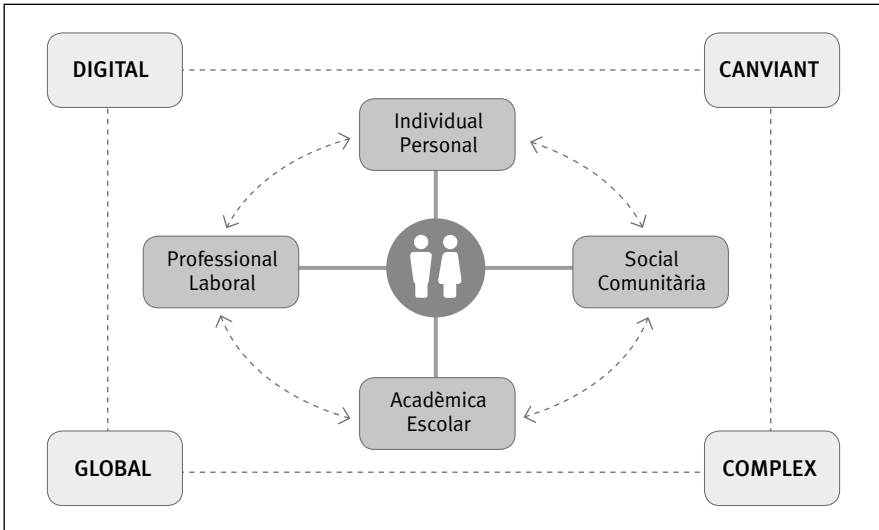 DIGITAL
CANVIANT
Individual
Personal
Professional
Laboral
Social
Comunitària
Acadèmica
Escolar
GLOBAL
COMPLEX